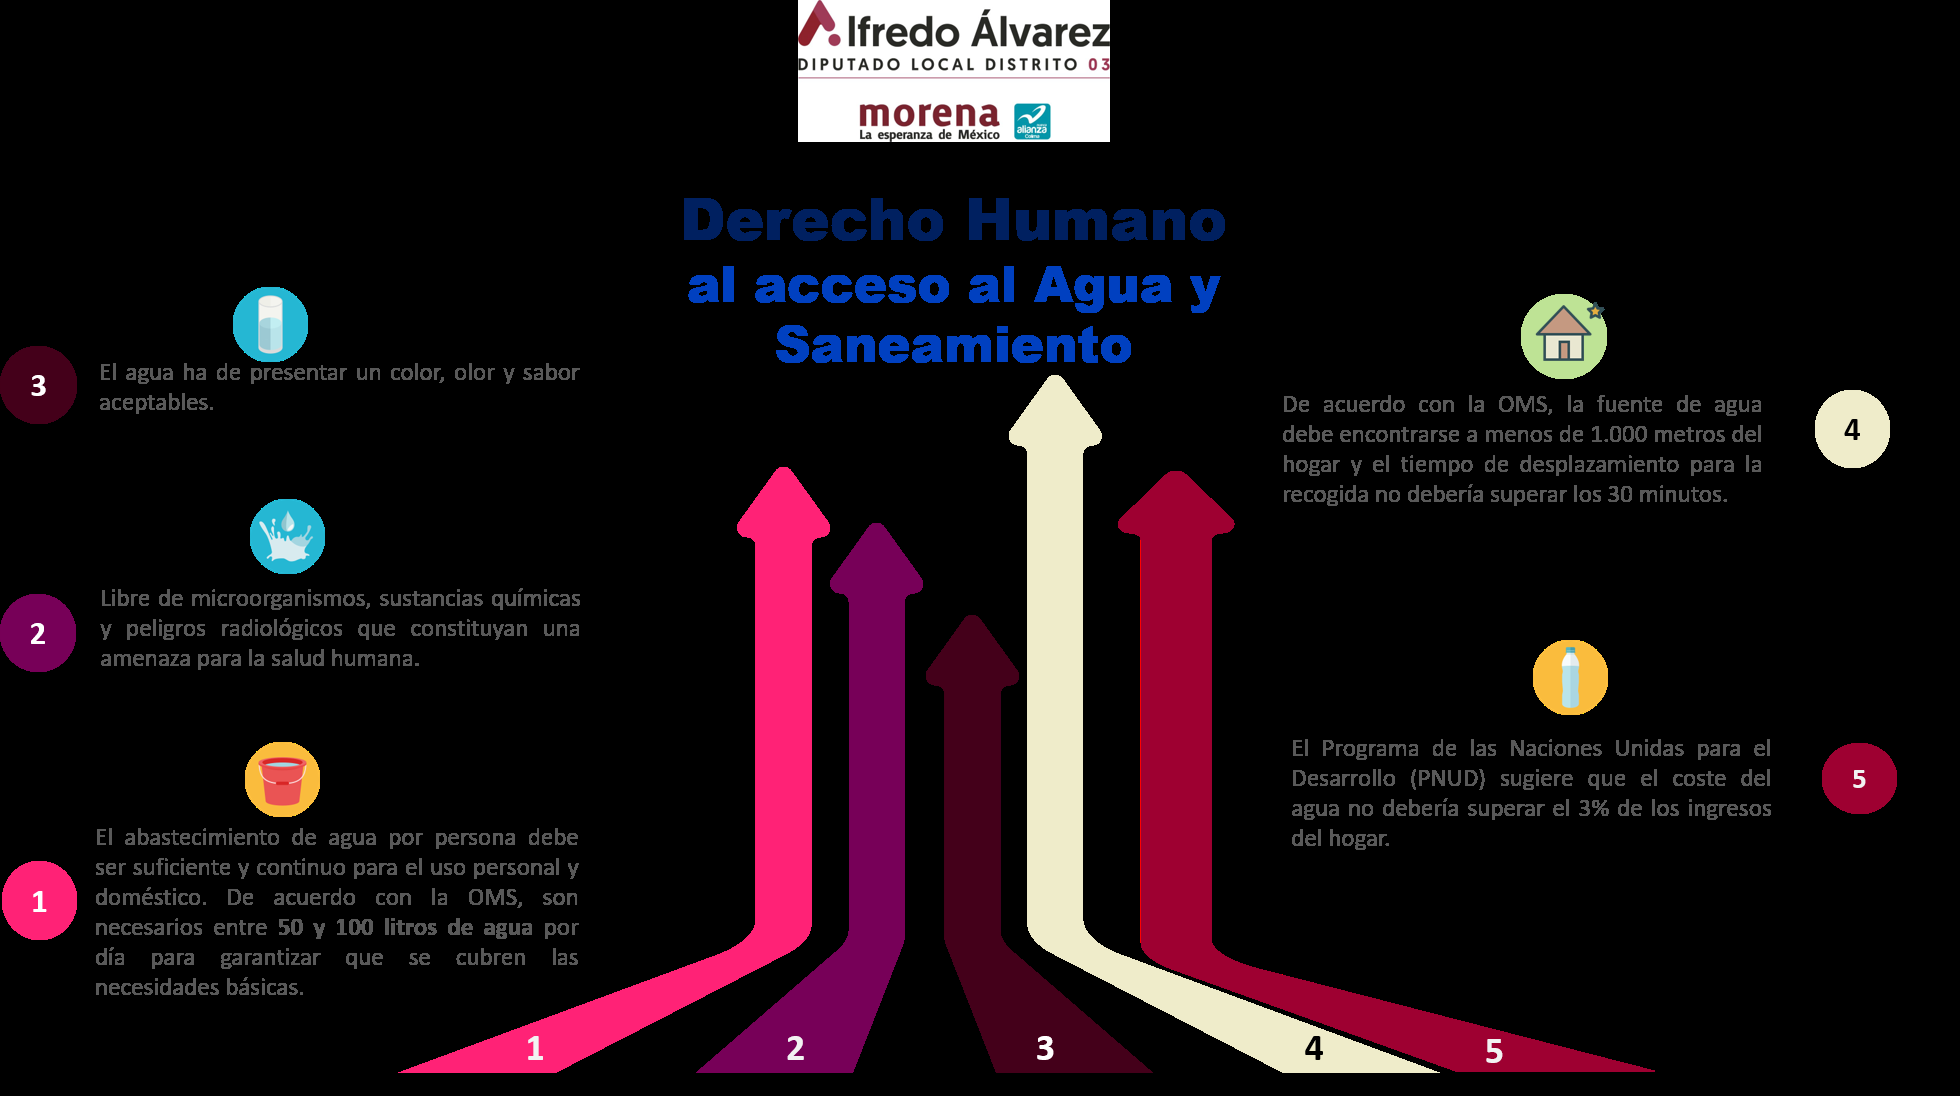 Alfredo Álvarez
DIPUTADO LOCAL DISTRITO 03
morena
La esperanza de México
alianza
Colima
Derecho Humano
al acceso al Agua y
Saneamiento
3
El agua ha de presentar un color, olor y sabor
aceptables.
2
Libre de microorganismos, sustancias químicas
y peligros radiológicos que constituyan una
amenaza para la salud humana.
1
El abastecimiento de agua por persona debe
ser suficiente y continuo para el uso personal y
doméstico. De acuerdo con la OMS, son
necesarios entre 50 y 100 litros de agua por
día para garantizar que se cubren las
necesidades básicas.
De acuerdo con la OMS, la fuente de agua
debe encontrarse a menos de 1.000 metros del
hogar y el tiempo de desplazamiento para la
recogida no debería superar los 30 minutos.
4
El Programa de las Naciones Unidas para el
Desarrollo (PNUD) sugiere que el coste del
agua no debería superar el 3% de los ingresos
del hogar.
5
1
2
3
4
5